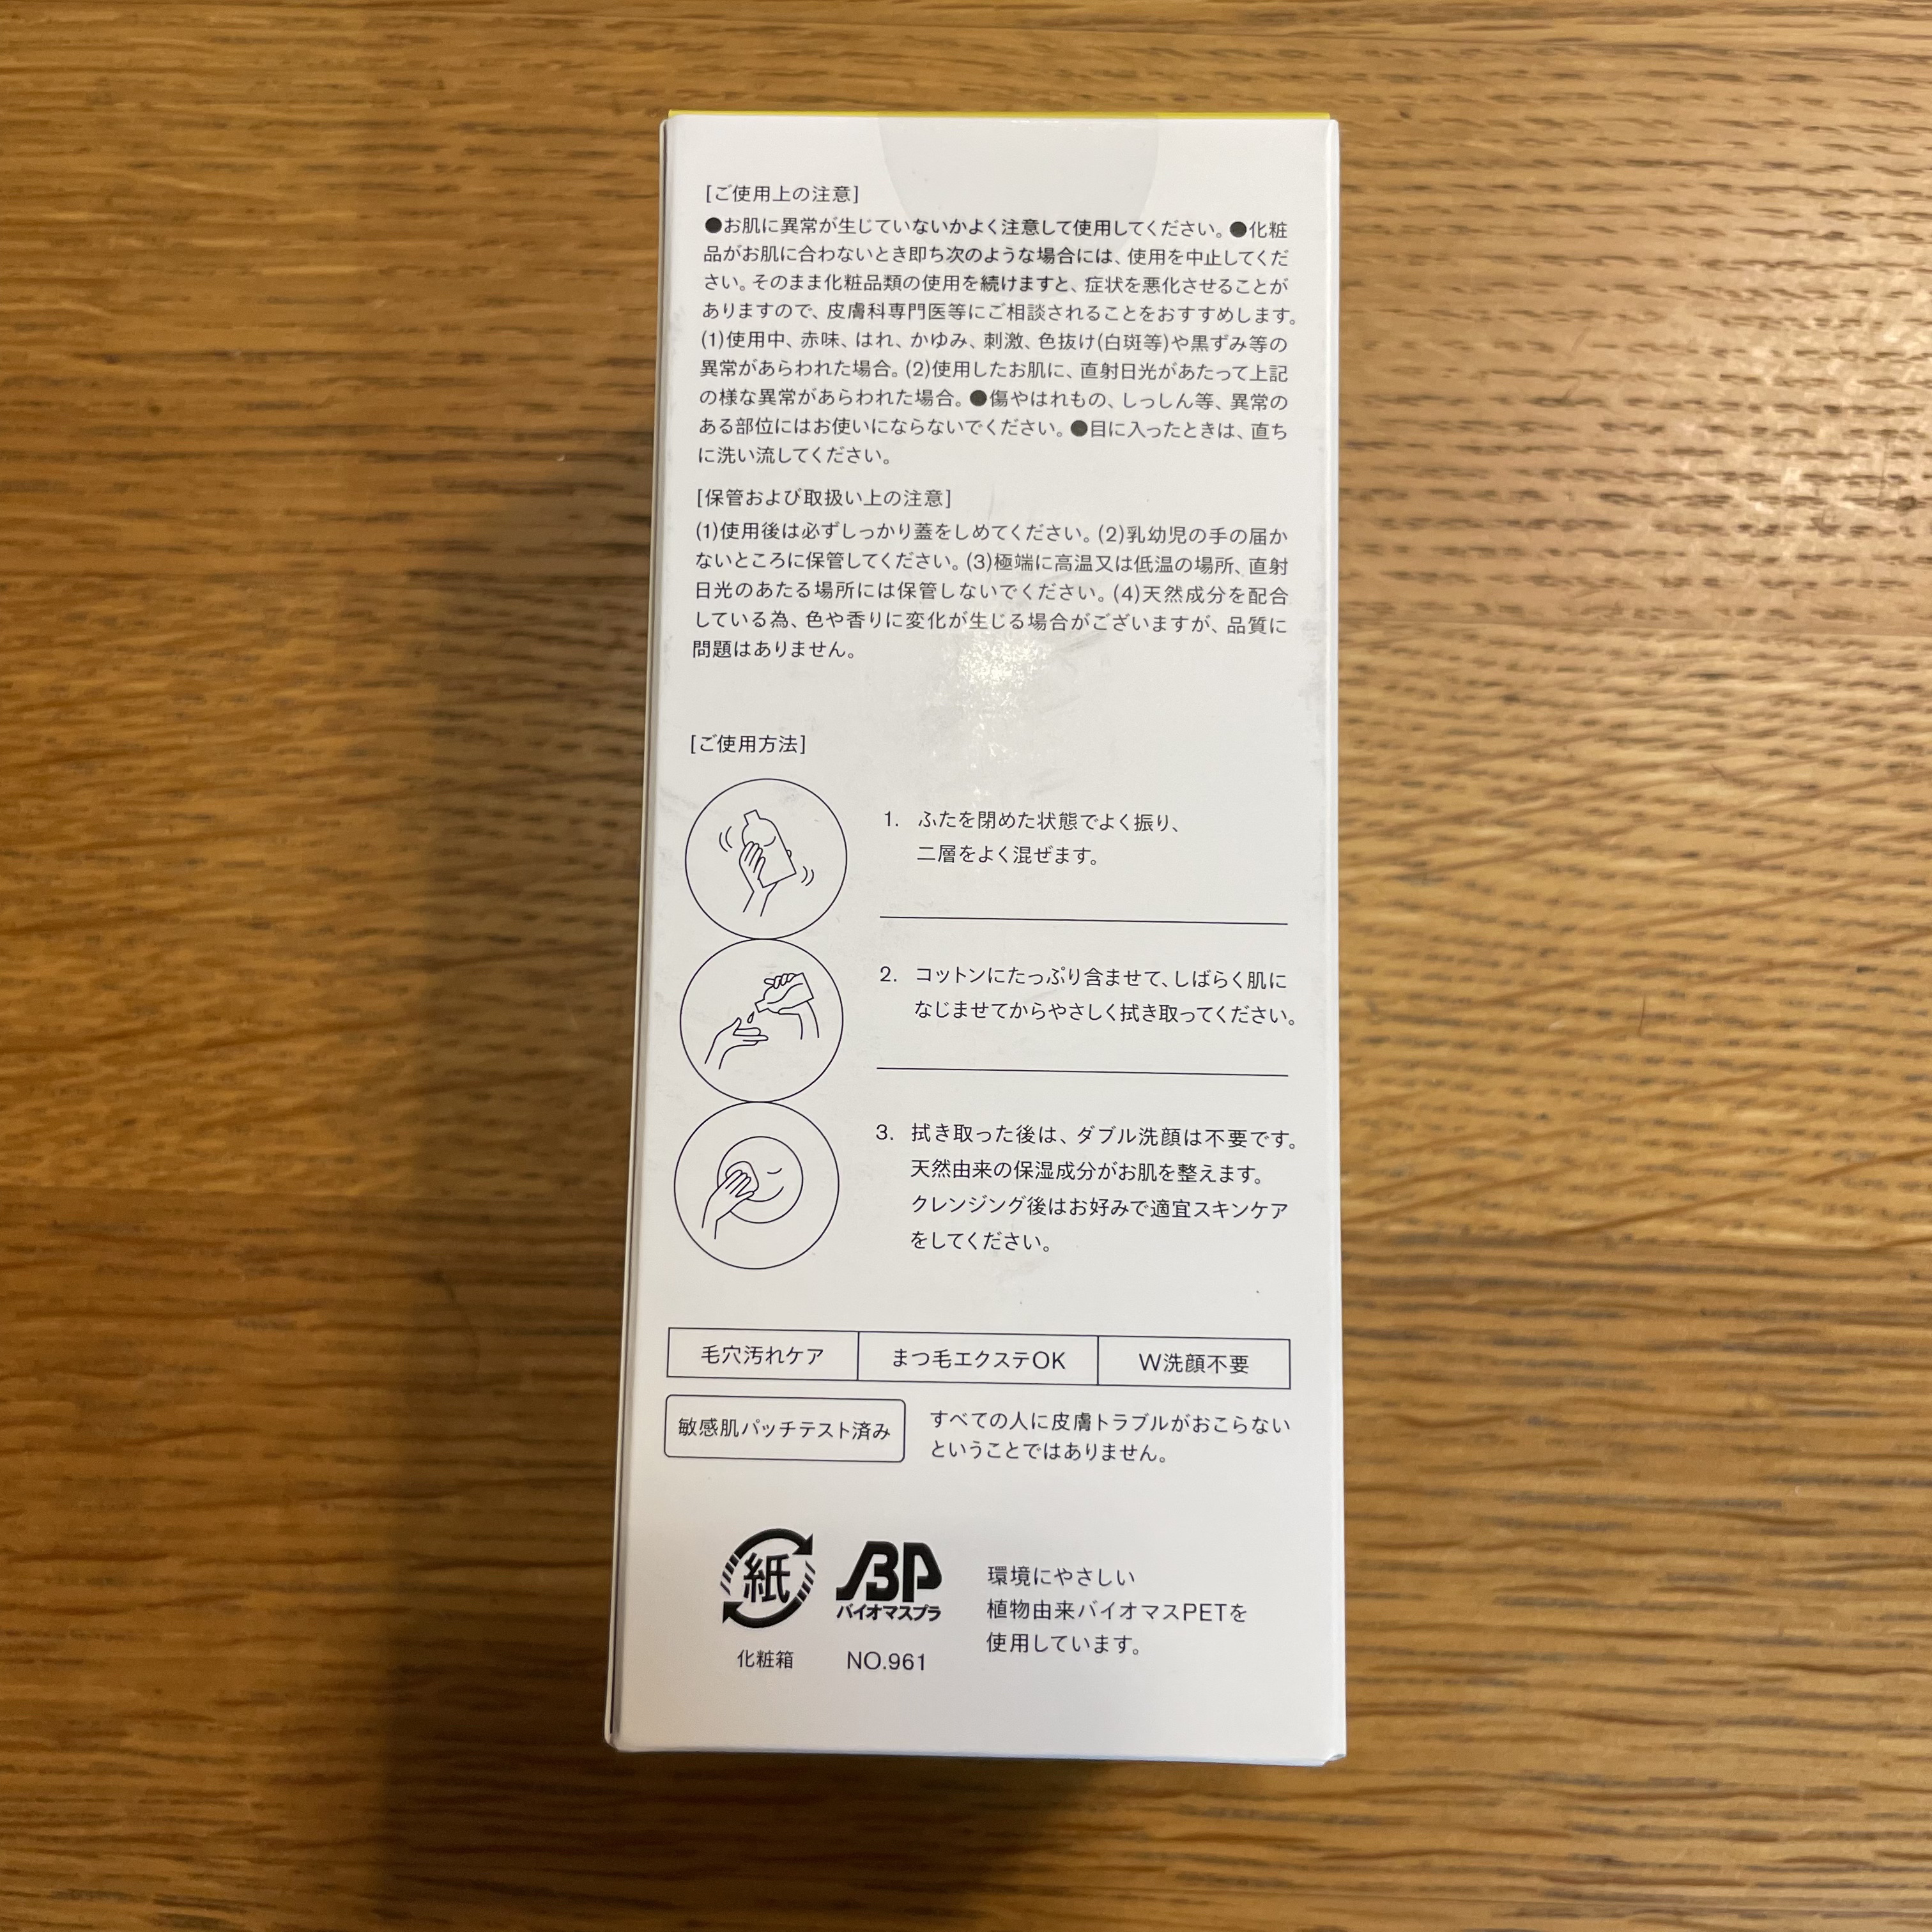 [ご使用上の注意]
●お肌に異常が生じていないかよく注意して使用してください。●化粧
品がお肌に合わないとき即ち次のような場合には、使用を中止してくだ
さい。そのまま化粧品類の使用を続けますと、症状を悪化させることが
ありますので、皮膚科専門医等にご相談されることをおすすめします。
(1)使用中、赤味、はれ、かゆみ、刺激、色抜け(白斑等)や黒ずみ等の
異常があらわれた場合。(2)使用したお肌に、直射日光があたって上記
の様な異常があらわれた場合。●傷やはれもの、しっしん等、異常の
ある部位にはお使いにならないでください。●目に入ったときは、直ち
に洗い流してください。
[保管および取扱い上の注意]
(1)使用後は必ずしっかり蓋をしめてください。(2)乳幼児の手の届か
ないところに保管してください。(3)極端に高温又は低温の場所、直射
日光のあたる場所には保管しないでください。(4)天然成分を配合
している為、色や香りに変化が生じる場合がございますが、品質に
問題はありません。
[ご使用方法]
1. ふたを閉めた状態でよく振り、
二層をよく混ぜます。
2. コットンにたっぷり含ませて、しばらく肌に
なじませてからやさしく拭き取ってください。
3. 拭き取った後は、ダブル洗顔は不要です。
天然由来の保湿成分がお肌を整えます。
クレンジング後はお好みで適宜スキンケア
をしてください。
毛穴汚れケア まつ毛エクステOK W洗顔不要
敏感肌パッチテスト済み
すべての人に皮膚トラブルがおこらない
ということではありません。
紙
化粧箱
BP
バイオマスプラ
NO.961
環境にやさしい
植物由来バイオマスPETを
使用しています。